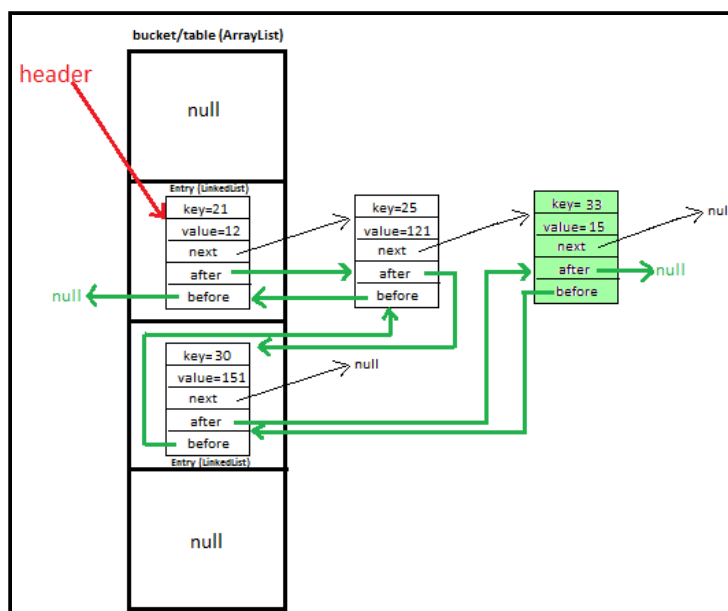 bucket/table (ArrayList)
header
null
Entry (LinkedList)
key=21
value=12
next
after
before
null
key=25
value=121
next
after
before
key= 33
value=15
next
after
before
nul
null
key= 30
value=151
next
after
before
null
Entry (LinkedList)
null